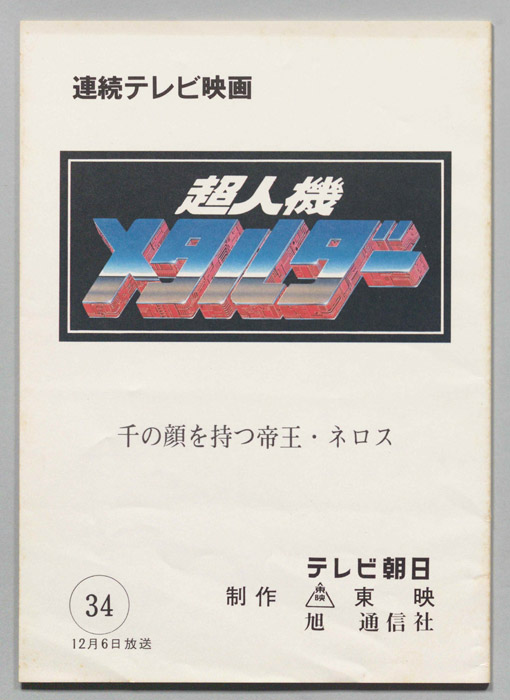 連続テレビ映画
超人機
メタルダー
千の顔を持つ帝王・ネロス
テレビ朝日
制作 東映 東映
旭通信社
34
12月6日放送